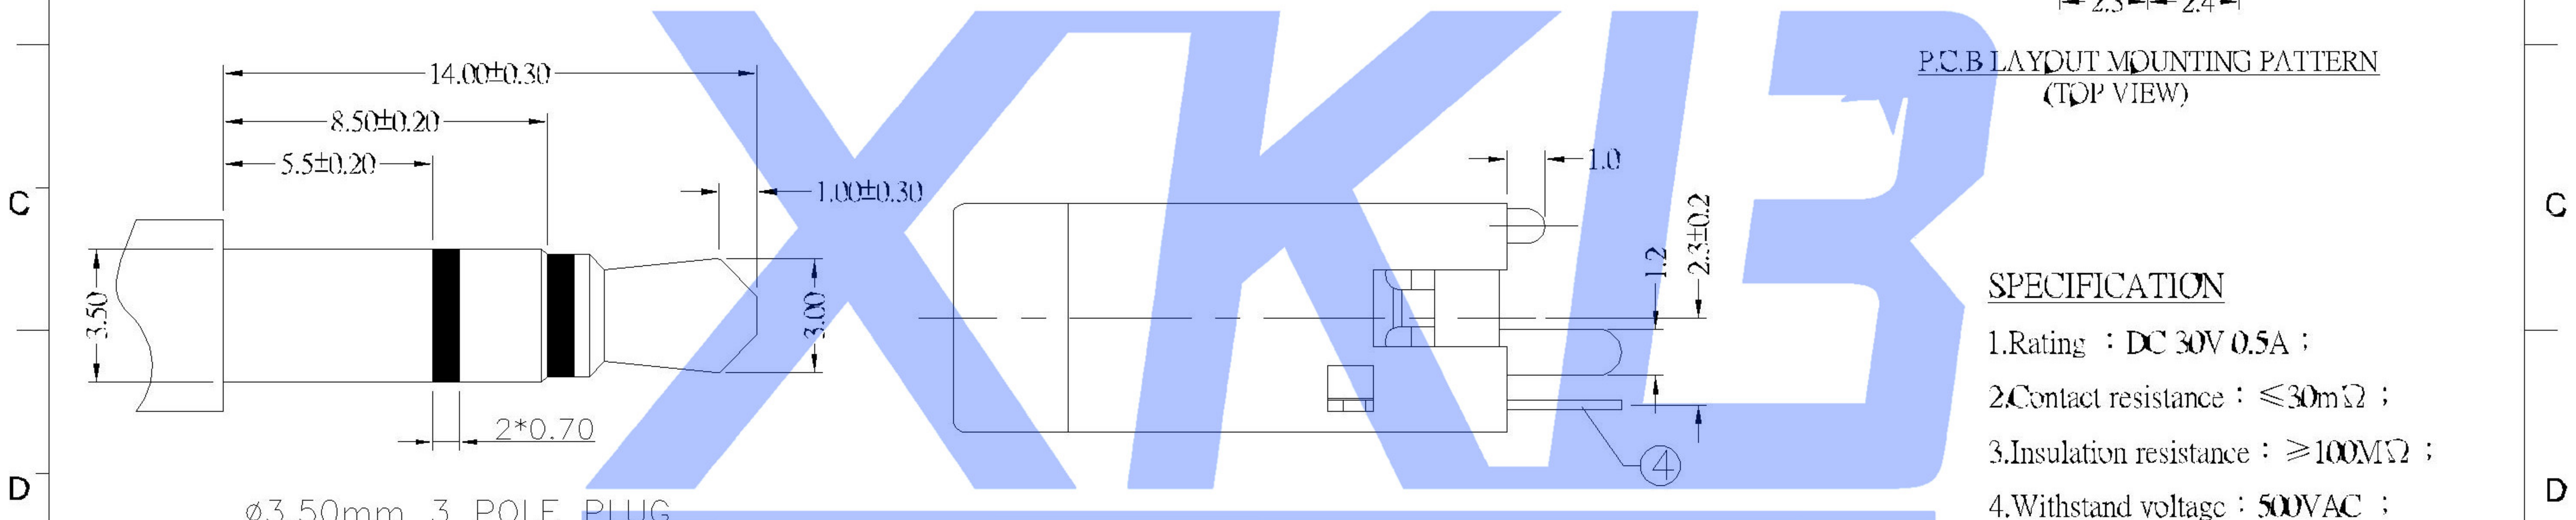 2.3 2.4
P.C.B LAYOUT MOUNTING PATTERN
(TOP VIEW)
14.00±0.30
8.50±0.20
5.5±0.20
1.00±0.30
3.50
3.00
2*0.70
ø3.50mm 3 POLE PLUG
1.0
1.2
2.3±0.2
4
SPECIFICATION
1.Rating : DC 30V 0.5A ;
2.Contact resistance : ≤30mΩ ;
3.Insulation resistance : ≥100MΩ ;
4.Withstand voltage : 500VAC ;
C
C
D
D
XKB